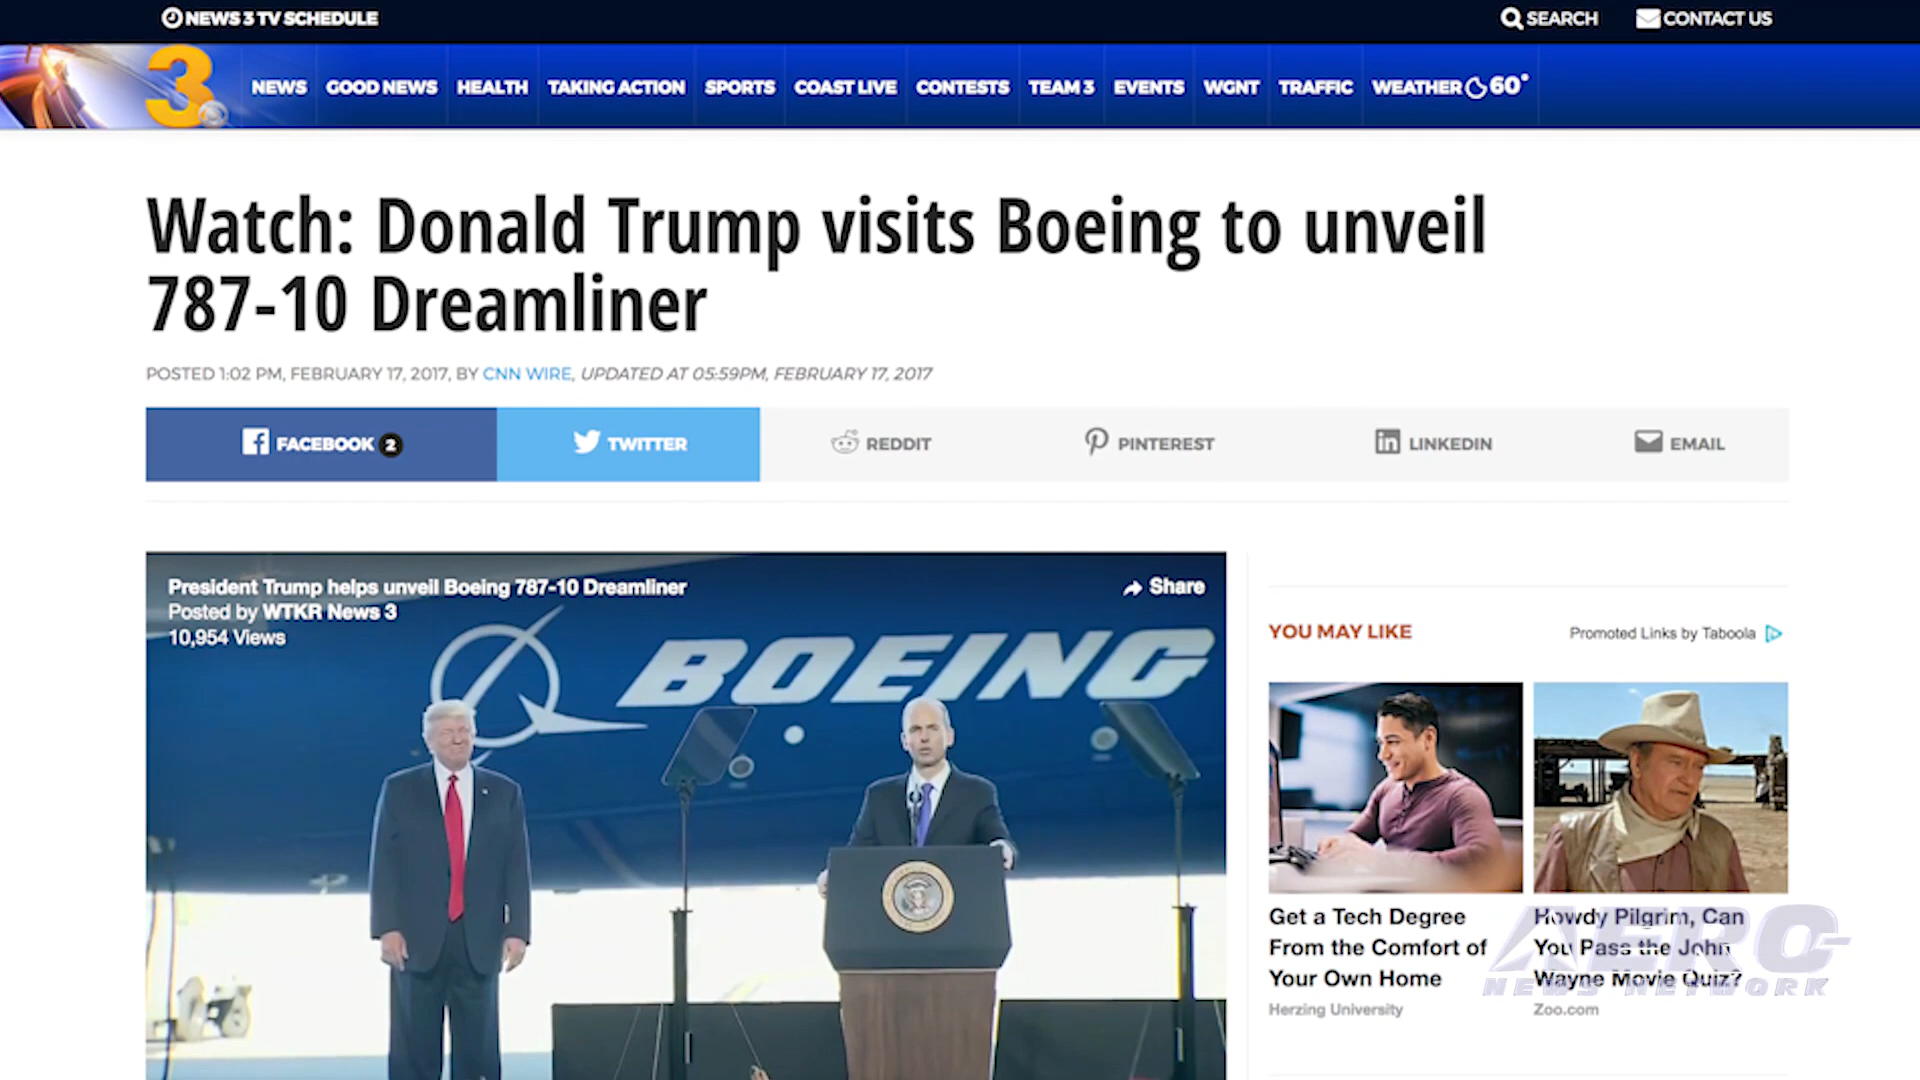 NEWS 3 TV SCHEDULE
SEARCH
CONTACT US
3
NEWS
GOOD NEWS
HEALTH
TAKING ACTION
SPORTS
COAST LIVE
CONTESTS
TEAM 3
EVENTS
WGNT
TRAFFIC
WEATHER 60°
Watch: Donald Trump visits Boeing to unveil
787-10 Dreamliner
POSTED 1:02 PM, FEBRUARY 17, 2017, BY CNN WIRE, UPDATED AT 05:59PM, FEBRUARY 17, 2017
FACEBOOK 2
TWITTER
REDDIT
PINTEREST
LINKEDIN
EMAIL
President Trump helps unveil Boeing 787-10 Dreamliner
Posted by WTKR News 3
10,954 Views
Share
BOEING
YOU MAY LIKE
Promoted Links by Taboola
Get a Tech Degree
From the Comfort of
Your Own Home
Herzing University
Howdy Pilgrim, Can
You Pass the John
Wayne Movie Quiz?
Zoo.com
AERO-
NEWS NETWORK